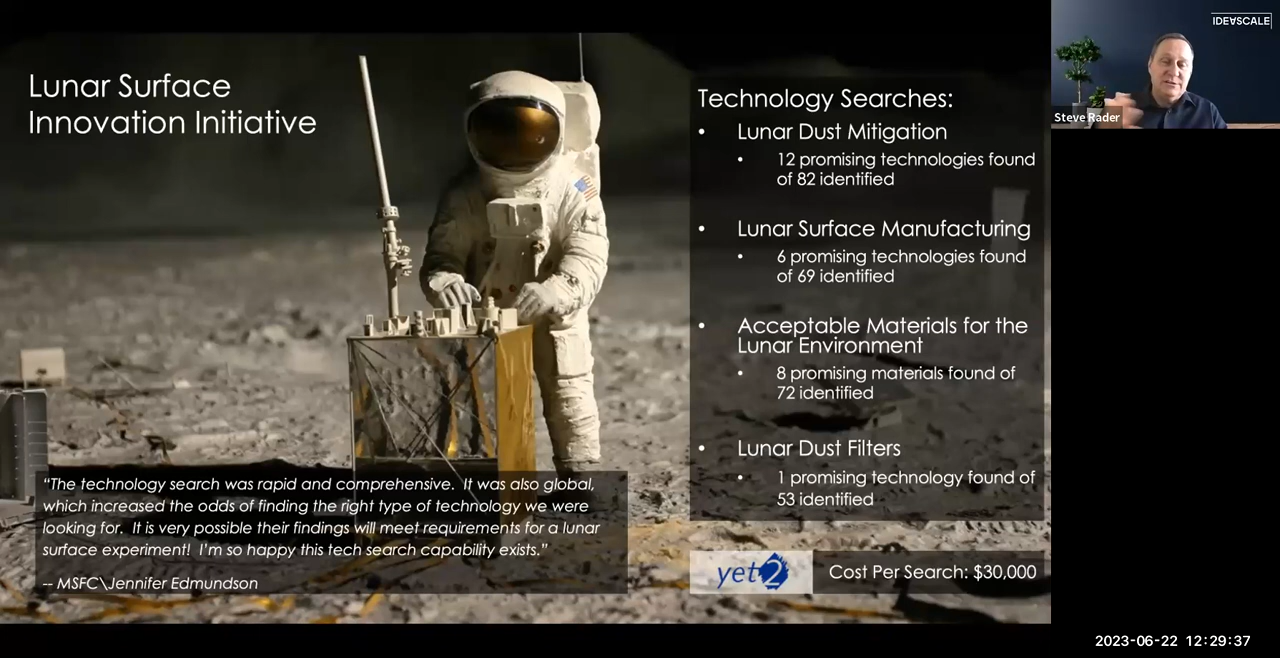 Lunar Surface
Innovation Initiative
Technology Searches:
• Lunar Dust Mitigation
• 12 promising technologies found
of 82 identified
• Lunar Surface Manufacturing
• 6 promising technologies found
of 69 identified
• Acceptable Materials for the
Lunar Environment
• 8 promising materials found of
72 identified
• Lunar Dust Filters
• 1 promising technology found of
53 identified
“The technology search was rapid and comprehensive. It was also global,
which increased the odds of finding the right type of technology we were
looking for. It is very possible their findings will meet requirements for a lunar
surface experiment! I’m so happy this tech search capability exists.”
-- MSFC\Jennifer Edmundson
yet2
Cost Per Search: $30,000
IDEASCALE
Steve Rader
2023-06-22 12:29:37